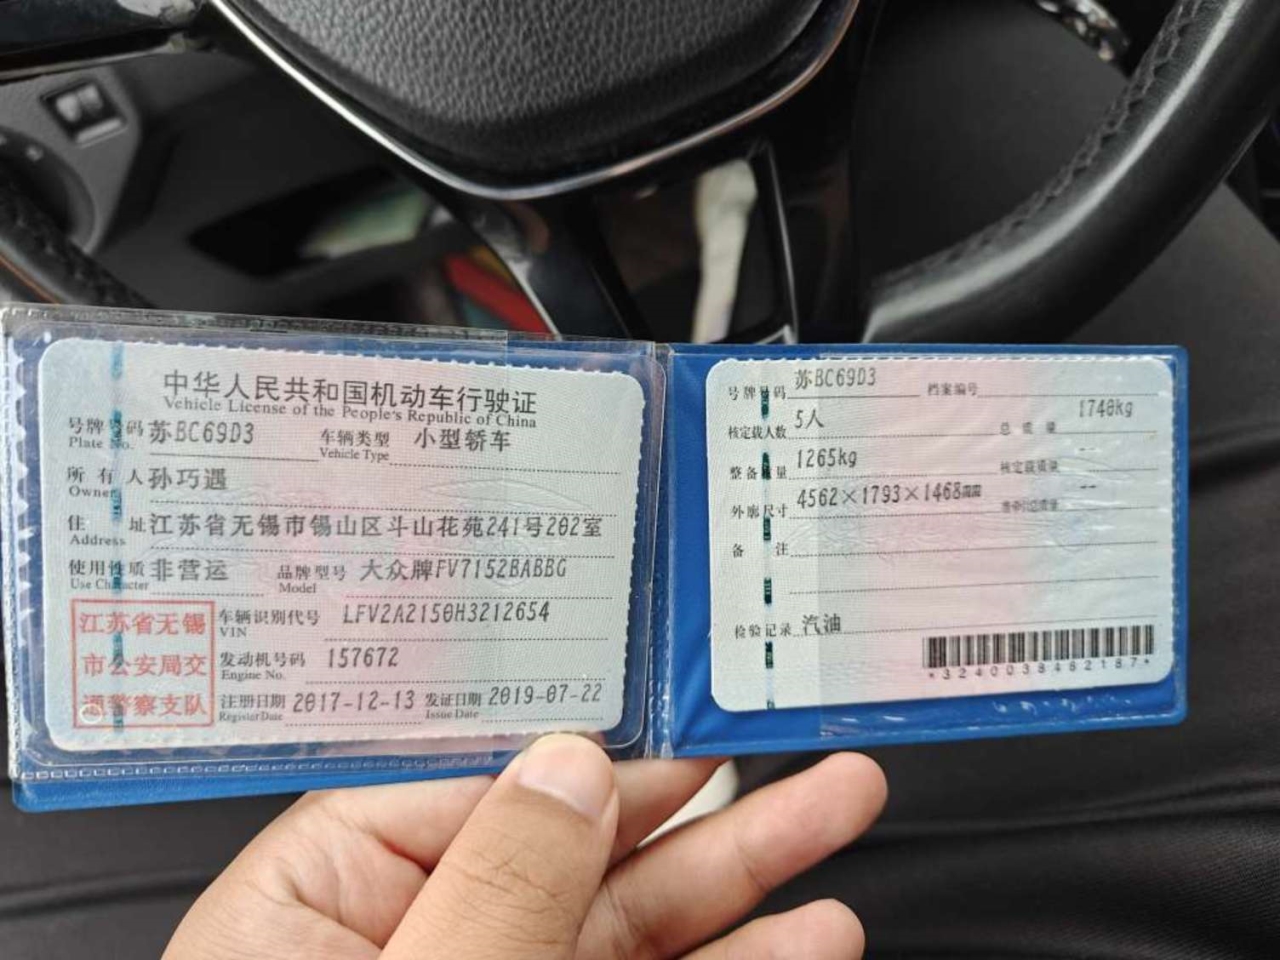 中华人民共和国机动车行驶证
Vehicle License of the People's Republic of China
号牌号码 苏BC69D3 车辆类型 小型轿车
Plate No. Vehicle Type
所有人 孙巧遇
Owner
住址 江苏省无锡市锡山区斗山花苑241号202室
Address
使用性质 非营运 品牌型号 大众牌FV7152BABBG
Use Character Model
江苏省无锡
市公安局交
通警察支队
车辆识别代号 LFV2A2150H3212654
VIN
发动机号码 157672
Engine No.
注册日期 2017-12-13 发证日期 2019-07-22
Register Date Issue Date
号牌号码 苏BC69D3 档案编号
核定载人数 5人 总质量 1740kg
整备质量 1265kg 核定载质量 --
外廓尺寸 4562×1793×1468mm 准牵引总质量 --
备注
检验记录 汽油
*3240038482187*